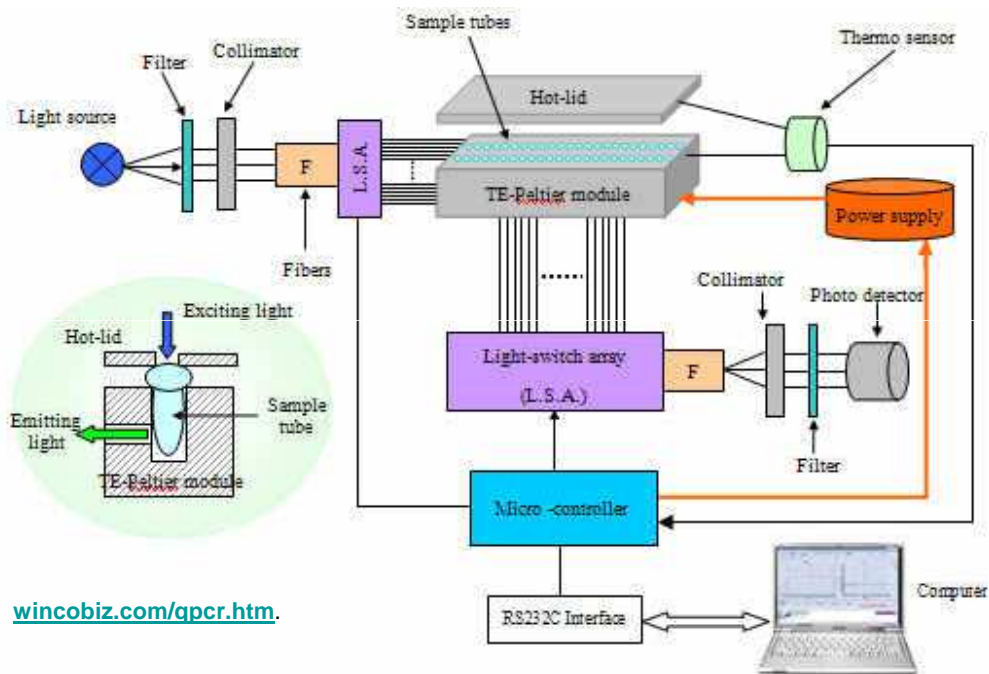 Sample tubes
Collimator
Filter
Thermo sensor
Light source
Hot-lid
F
L.S.A.
TE-Peltier module
Power supply
Fibers
Collimator
Photo detector
Exciting light
Hot-lid
Light-switch array
(L.S.A.)
F
Sample
tube
Emitting
light
Filter
TE-Peltier module
Micro -controller
Computer
wincobiz.com/qpcr.htm.
RS232C Interface